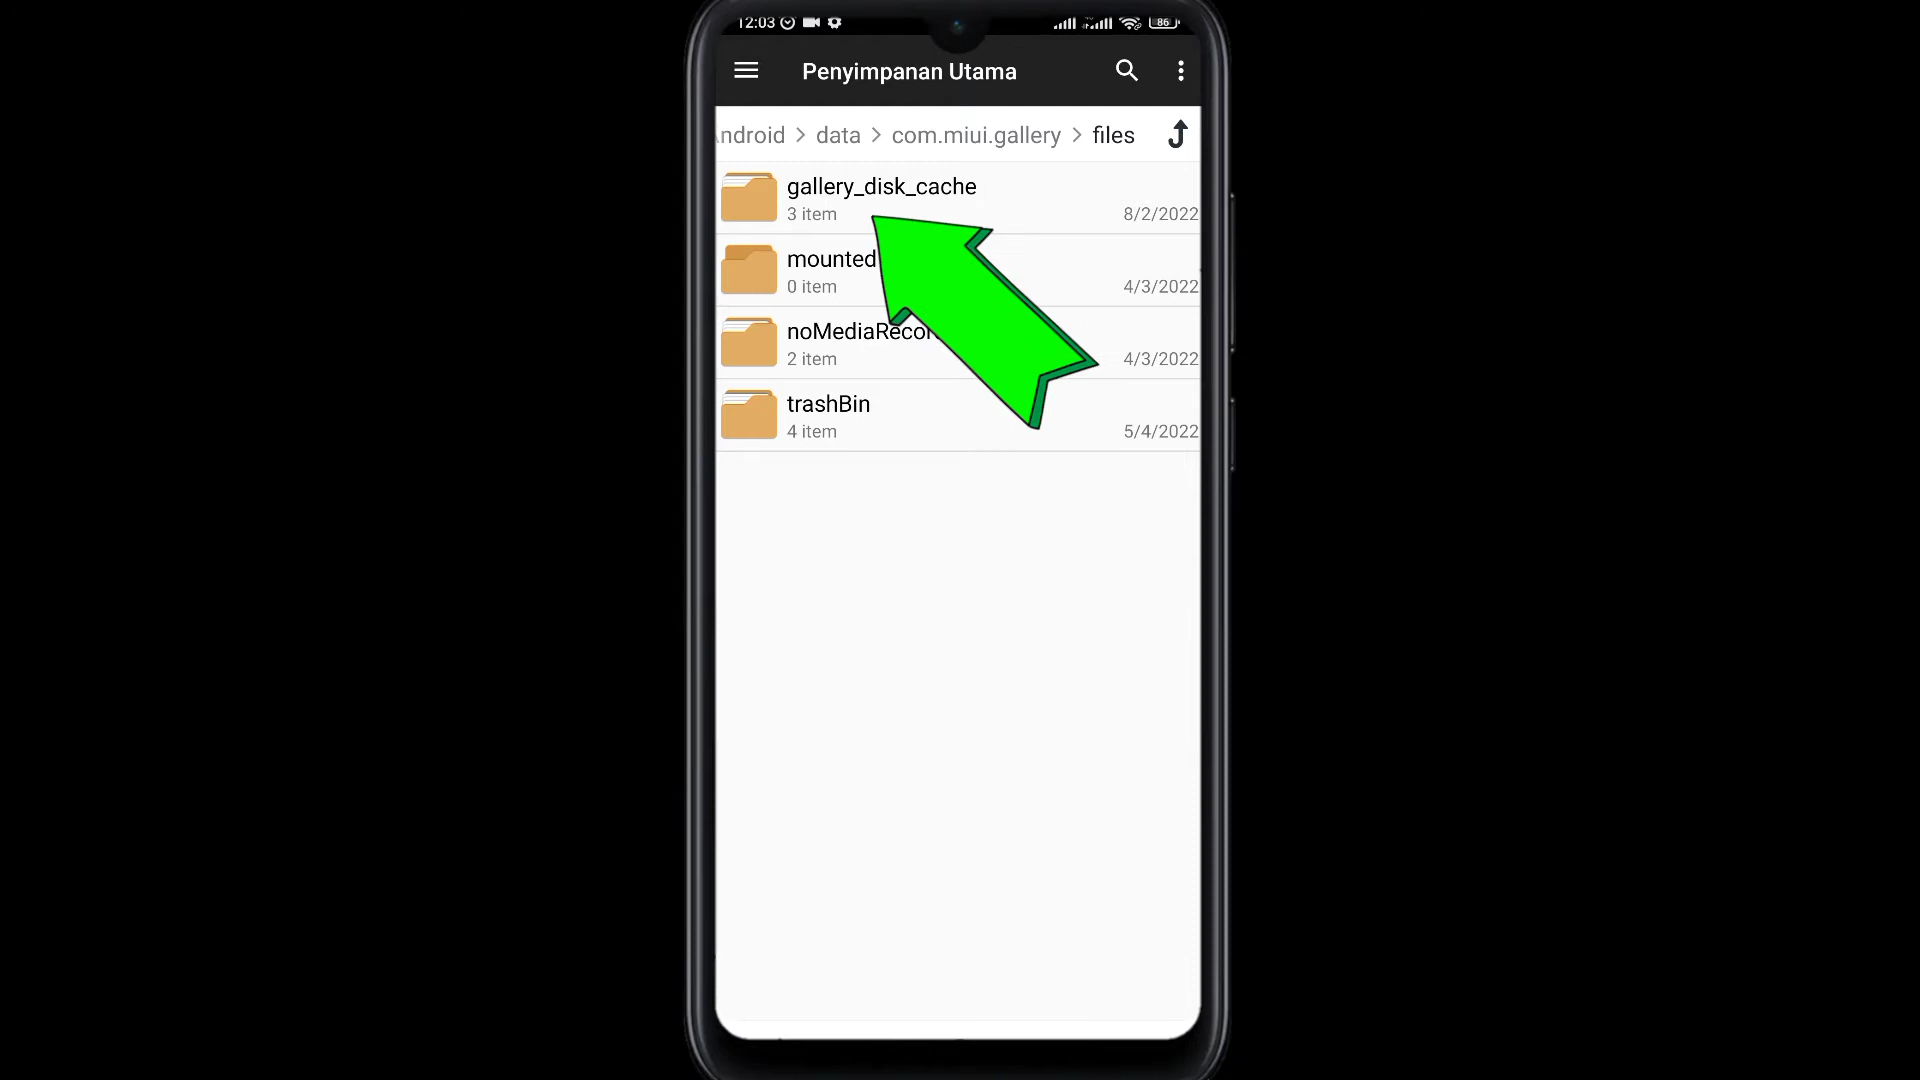 12:03 86
Penyimpanan Utama
ndroid > data > com.miui.gallery > files
gallery_disk_cache
3 item 8/2/2022
mounted
0 item 4/3/2022
2 item 4/3/2022
trashBin
4 item 5/4/2022